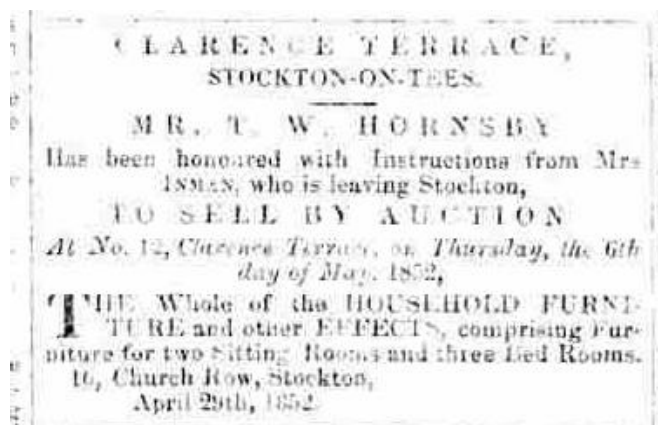 CLARENCE TERRACE,
STOCKTON-ON-TEES.
MR. T. W. HORNSBY
Has been honoured with Instructions from Mrs
INMAN, who is leaving Stockton,
TO SELL BY AUCTION
At No. 12, Clarence Terrace, on Thursday, the 6th
day of May, 1852,
THE Whole of the HOUSEHOLD FURNI-
TURE and other EFFECTS, comprising Fur-
niture for two Sitting Rooms and three Bed Rooms.
16, Church Row, Stockton,
April 29th, 1852.